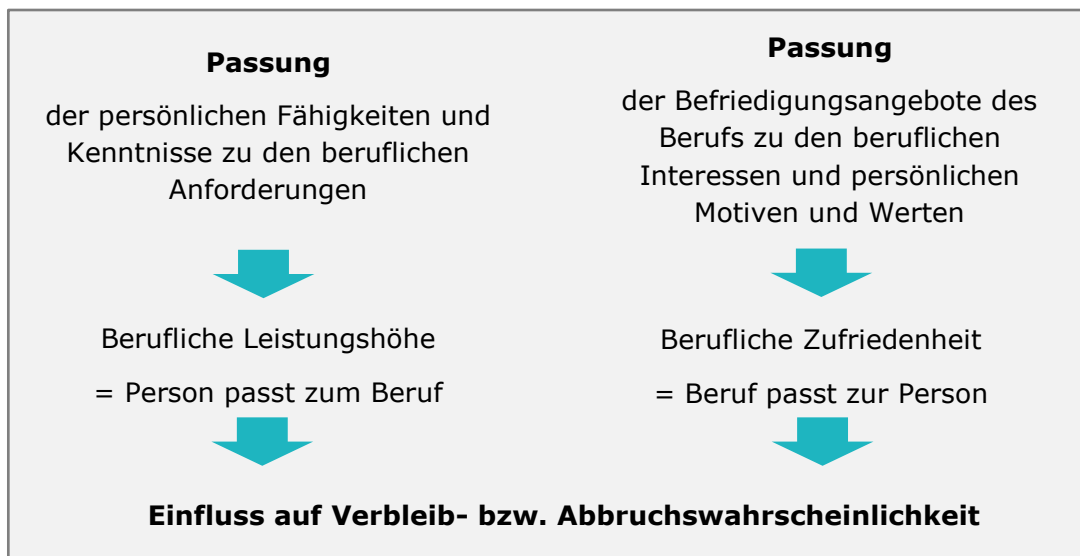 Passung
der persönlichen Fähigkeiten und
Kenntnisse zu den beruflichen
Anforderungen
Berufliche Leistungshöhe
= Person passt zum Beruf
Passung
der Befriedigungsangebote des
Berufs zu den beruflichen
Interessen und persönlichen
Motiven und Werten
Berufliche Zufriedenheit
= Beruf passt zur Person
Einfluss auf Verbleib- bzw. Abbruchswahrscheinlichkeit